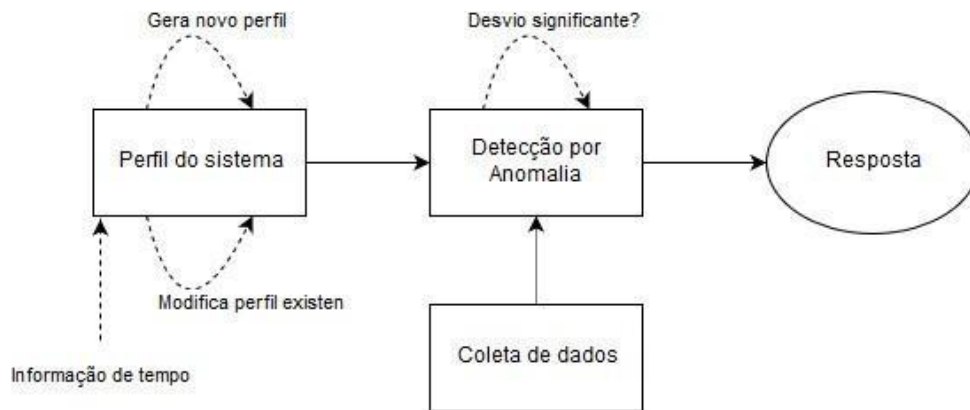 Gera novo perfil
Desvio significante?
Perfil do sistema
Detecção por
Anomalia
Resposta
Modifica perfil existen
Coleta de dados
Informação de tempo